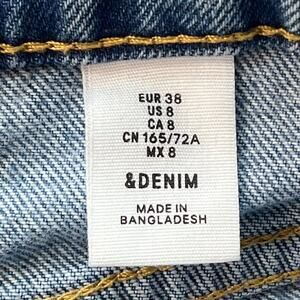 EUR 38
US 8
CA 8
CN 165/72A
MX 8
&DENIM
MADE IN
BANGLADESH